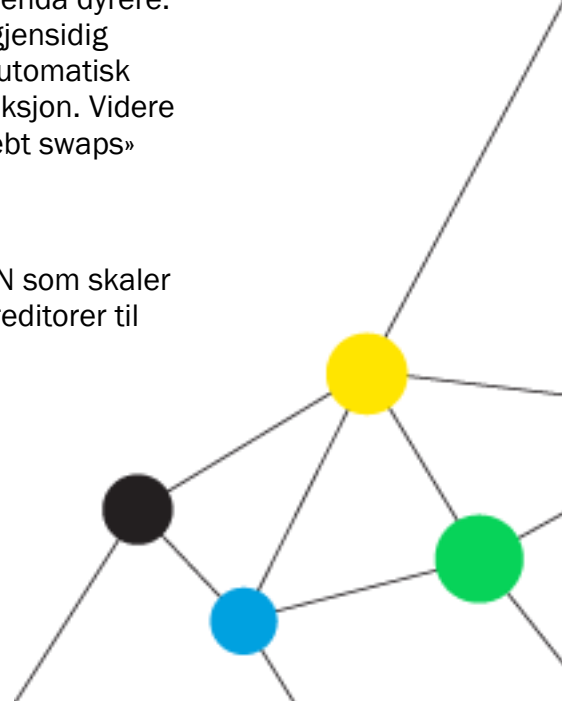 enda dyrere.
gjensidig
utomatisk
ksjon. Videre
ebt swaps»
N som skaler
reditorer til